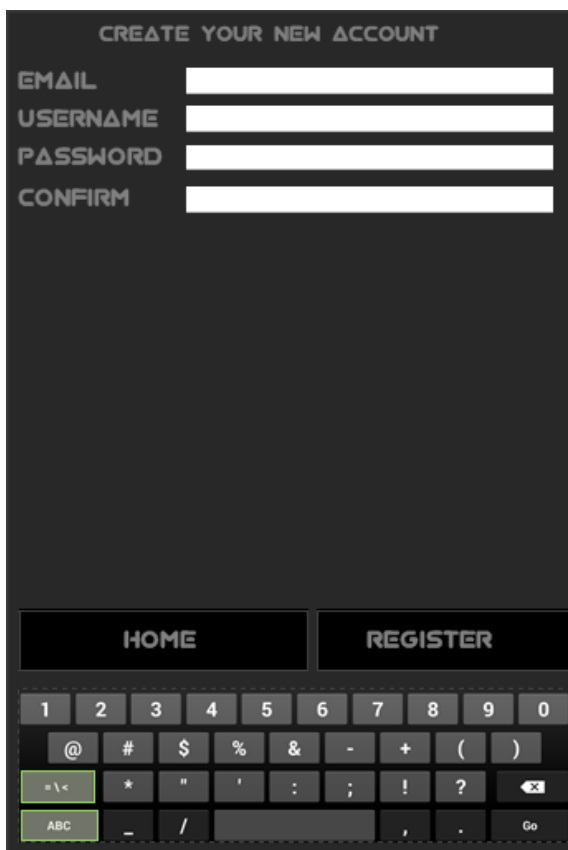 CREATE YOUR NEW ACCOUNT
EMAIL
USERNAME
PASSWORD
CONFIRM
HOME REGISTER
1 2 3 4 5 6 7 8 9 0
@ # $ % & - + ( )
=\< * " ' : ; ! ?
ABC _ / , . Go